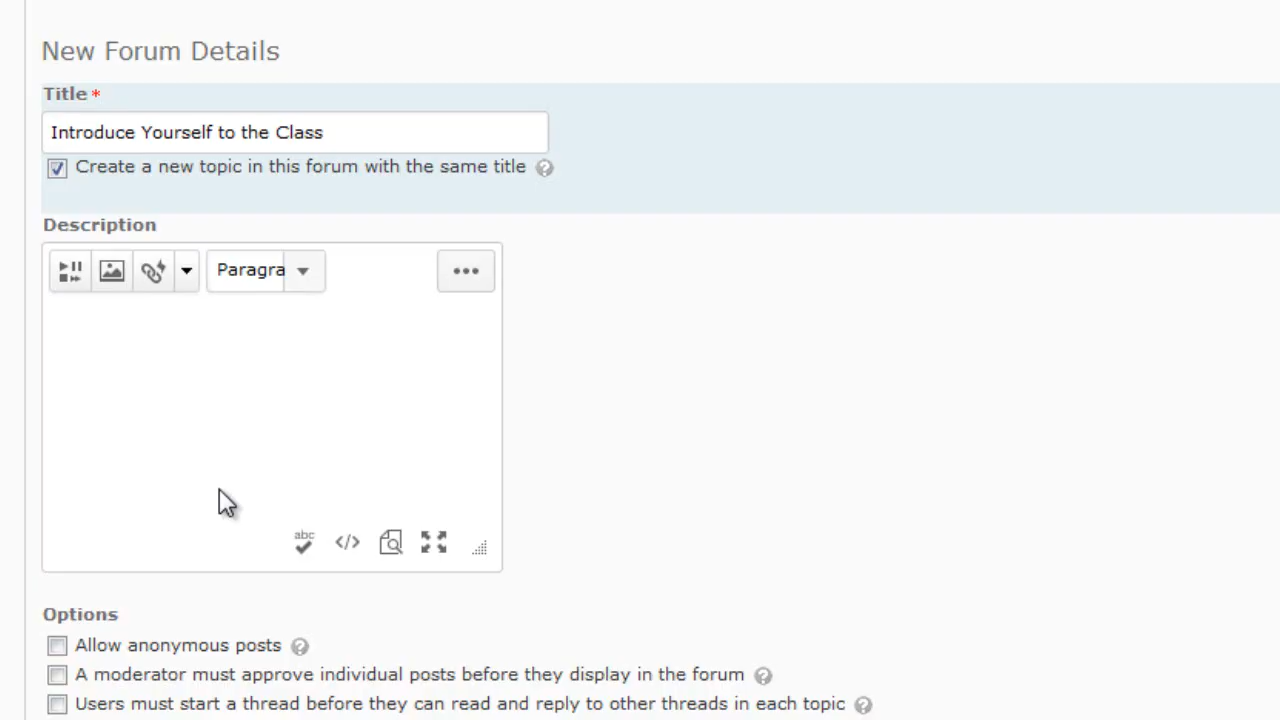 New Forum Details
Title *
Introduce Yourself to the Class
Create a new topic in this forum with the same title
Description
Paragra
abc
Options
Allow anonymous posts
A moderator must approve individual posts before they display in the forum
Users must start a thread before they can read and reply to other threads in each topic